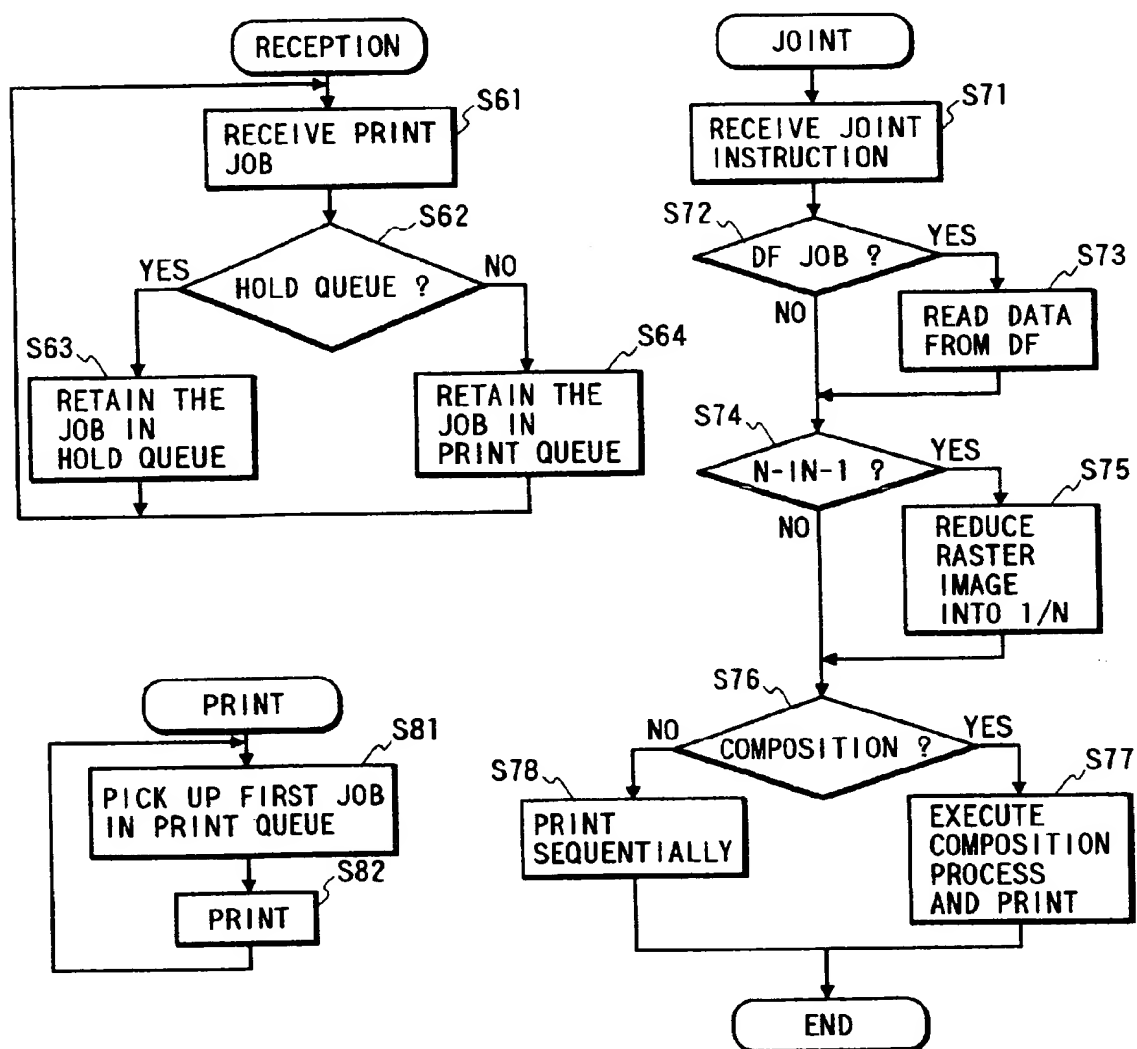 RECEPTION
S61
RECEIVE PRINT
JOB
S62
YES
HOLD QUEUE ?
NO
S63
RETAIN THE
JOB IN
HOLD QUEUE
S64
RETAIN THE
JOB IN
PRINT QUEUE
PRINT
S81
PICK UP FIRST JOB
IN PRINT QUEUE
S82
PRINT
JOINT
S71
RECEIVE JOINT
INSTRUCTION
S72
DF JOB ?
YES
NO
S73
READ DATA
FROM DF
S74
N-IN-1 ?
YES
NO
S75
REDUCE
RASTER
IMAGE
INTO 1/N
S76
NO
COMPOSITION ?
YES
S78
PRINT
SEQUENTIALLY
S77
EXECUTE
COMPOSITION
PROCESS
AND PRINT
END